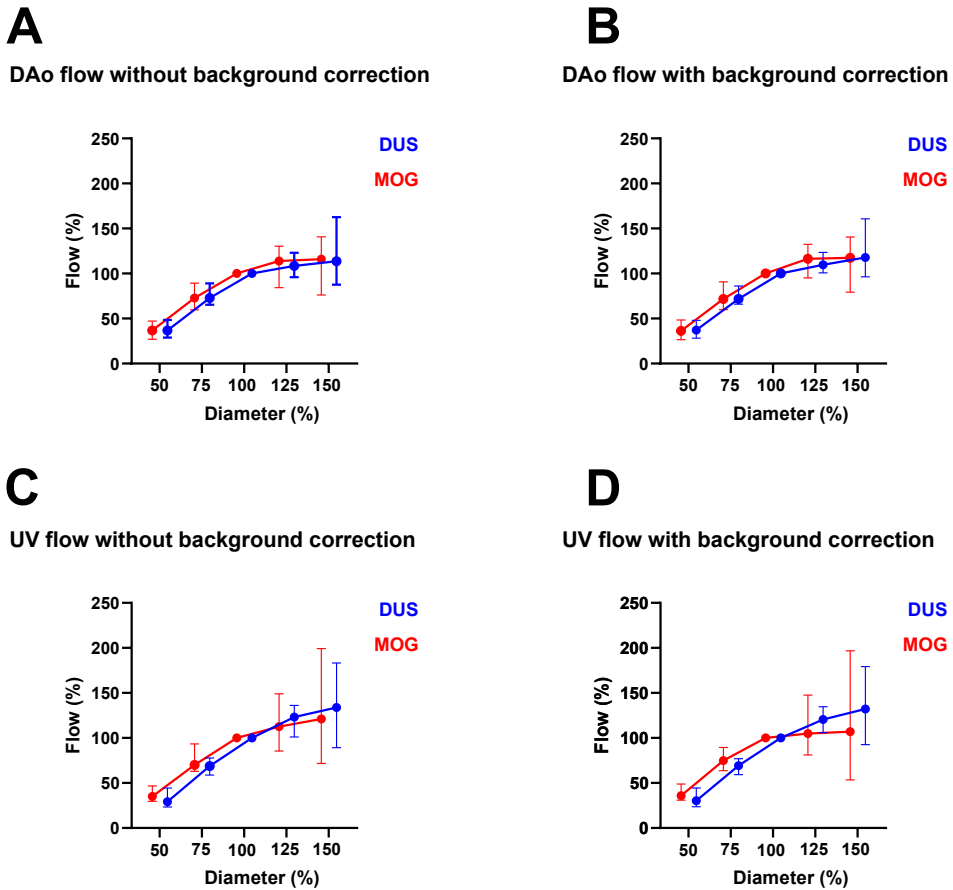 A
DAo flow without background correction
250
200
150
100
50
0
Flow (%)
50 75 100 125 150
Diameter (%)
DUS
MOG
B
DAo flow with background correction
250
200
150
100
50
0
Flow (%)
50 75 100 125 150
Diameter (%)
DUS
MOG
C
UV flow without background correction
250
200
150
100
50
0
Flow (%)
50 75 100 125 150
Diameter (%)
DUS
MOG
D
UV flow with background correction
250
200
150
100
50
0
Flow (%)
50 75 100 125 150
Diameter (%)
DUS
MOG